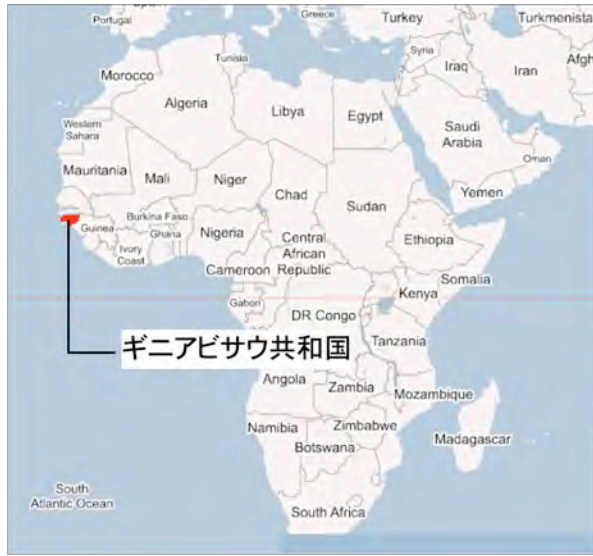 Greece
Turkey
Turkmenista
Portugal
Syria
Tunisia
Iraq
Iran
Afgh
Morocco
Algeria
Libya
Egypt
Western
Sahara
Saudi
Arabia
Oman
Mauritania
Mali
Niger
Chad
Sudan
Yemen
Burkina Faso
Guinea
Ghana
Nigeria
Ivory
Coast
Central
African
Republic
Ethiopia
Cameroon
Somalia
Gabon
Kenya
DR Congo
ギニアビサウ共和国
Tanzania
Angola
Zambia
Mozambique
Namibia
Zimbabwe
Botswana
Madagascar
South
Atlantic Ocean
South Africa